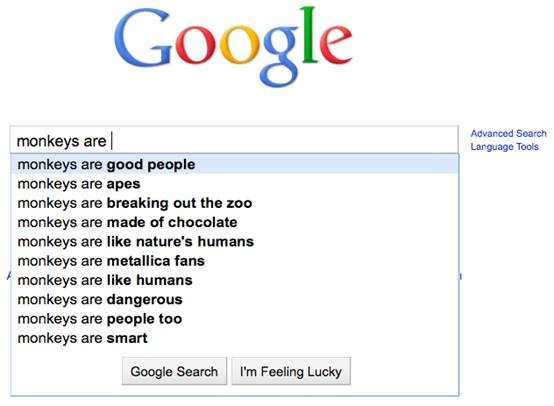 Google
monkeys are
Advanced Search
Language Tools
monkeys are good people
monkeys are apes
monkeys are breaking out the zoo
monkeys are made of chocolate
monkeys are like nature's humans
monkeys are metallica fans
monkeys are like humans
monkeys are dangerous
monkeys are people too
monkeys are smart
Google Search
I'm Feeling Lucky